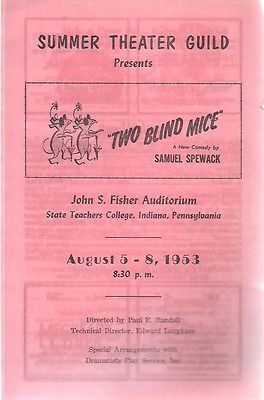 SUMMER THEATER GUILD
Presents
"TWO BLIND MICE"
A New Comedy by
SAMUEL SPEWACK
John S. Fisher Auditorium
State Teachers College, Indiana, Pennsylvania
August 5 - 8, 1953
8:30 p. m.
Directed by Paul E. Randall
Technical Director, Edward Langhans
Special Arrangements with
Dramatists Play Service, Inc.